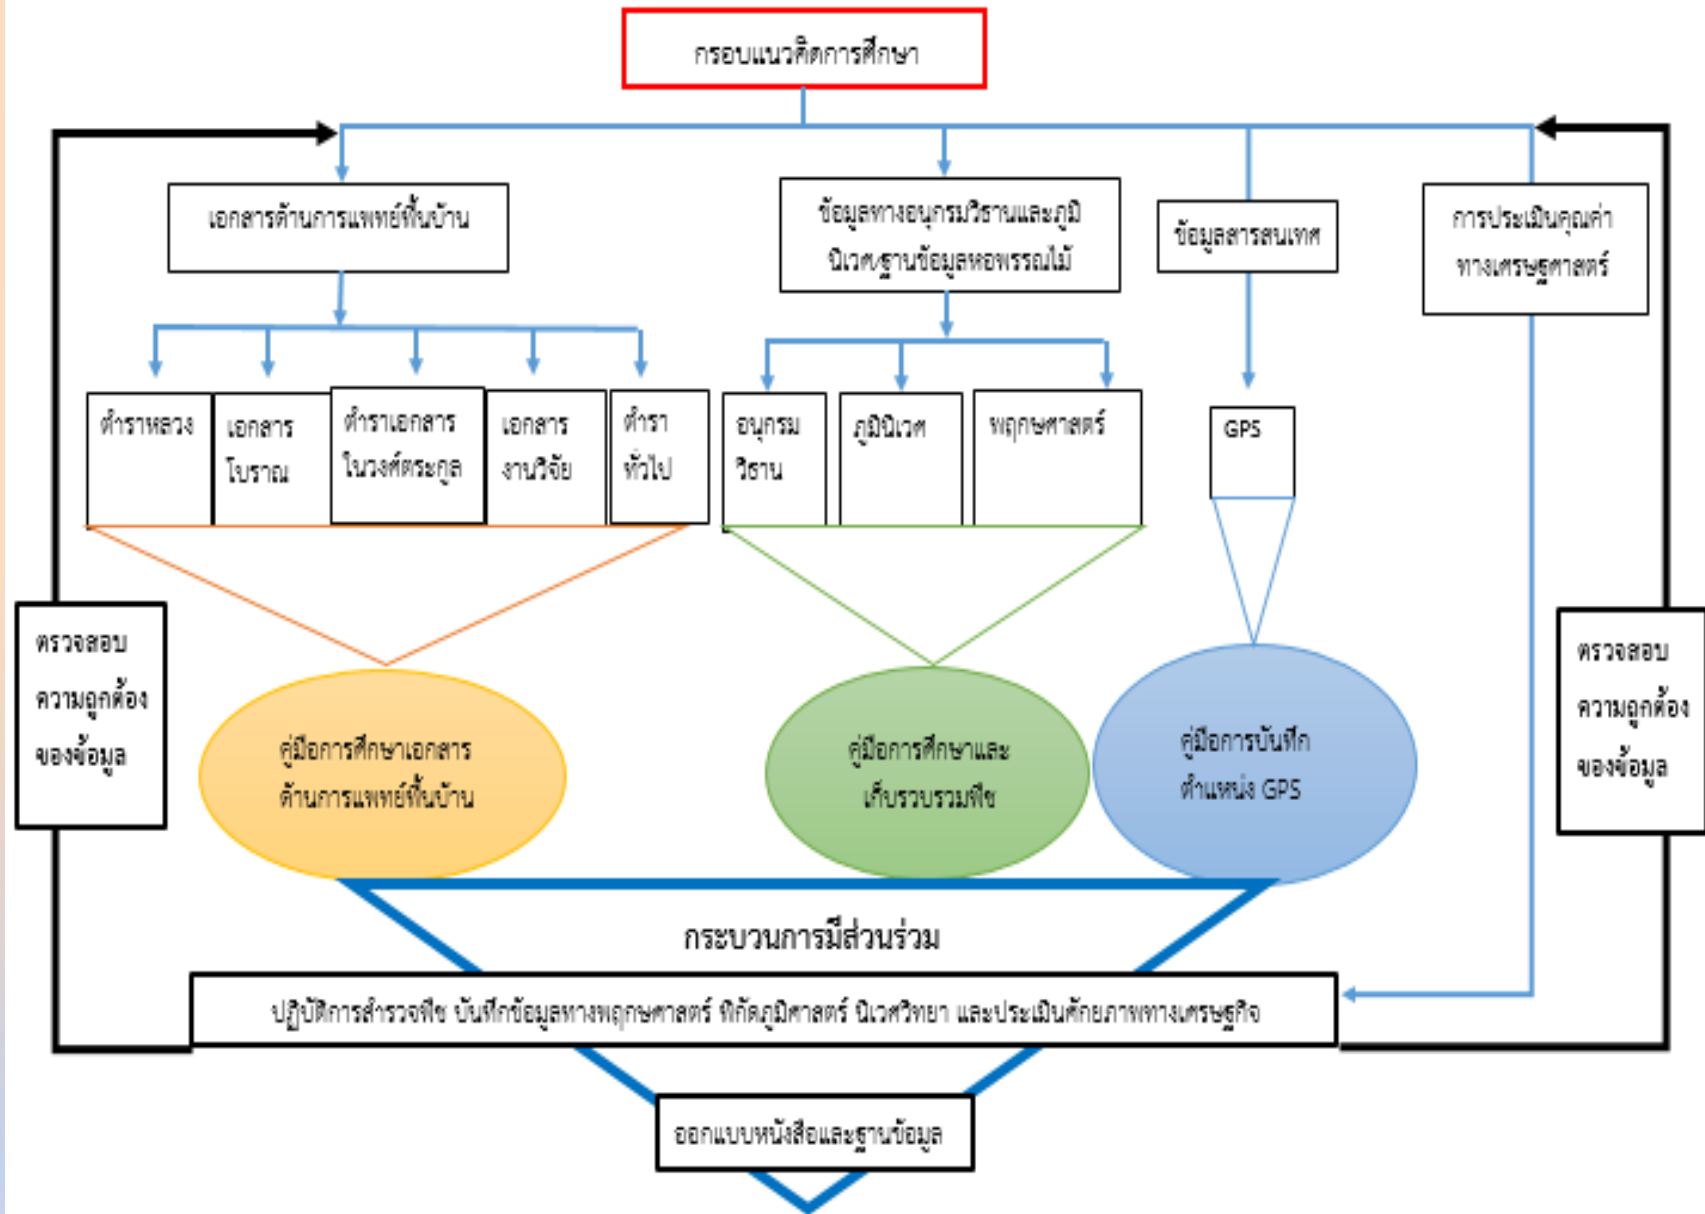 กรอบแนวคิดการศึกษา
เอกสารด้านการแพทย์พื้นบ้าน
ข้อมูลทางอนุกรมวิธานและภูมิ
นิเวศ/ฐานข้อมูลหอพรรณไม้
ข้อมูลสารสนเทศ
การประเมินคุณค่า
ทางเศรษฐศาสตร์
ตำราหลวง
เอกสาร
โบราณ
ตำราเอกสาร
ในวงศ์ตระกูล
เอกสาร
งานวิจัย
ตำรา
ทั่วไป
อนุกรม
วิธาน
ภูมินิเวศ
พฤกษศาสตร์
GPS
ตรวจสอบ
ความถูกต้อง
ของข้อมูล
คู่มือการศึกษาเอกสาร
ด้านการแพทย์พื้นบ้าน
คู่มือการศึกษาและ
เก็บรวบรวมพืช
คู่มือการบันทึก
ตำแหน่ง GPS
ตรวจสอบ
ความถูกต้อง
ของข้อมูล
กระบวนการมีส่วนร่วม
ปฏิบัติการสำรวจพืช บันทึกข้อมูลทางพฤกษศาสตร์ พิกัดภูมิศาสตร์ นิเวศวิทยา และประเมินศักยภาพทางเศรษฐกิจ
ออกแบบหนังสือและฐานข้อมูล